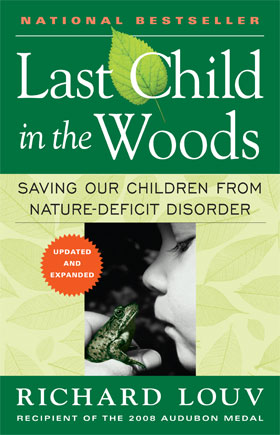 NATIONAL BESTSELLER
Last Child
in the Woods
SAVING OUR CHILDREN FROM
NATURE-DEFICIT DISORDER
UPDATED
AND
EXPANDED
RICHARD LOUV
RECIPIENT OF THE 2008 AUDUBON MEDAL